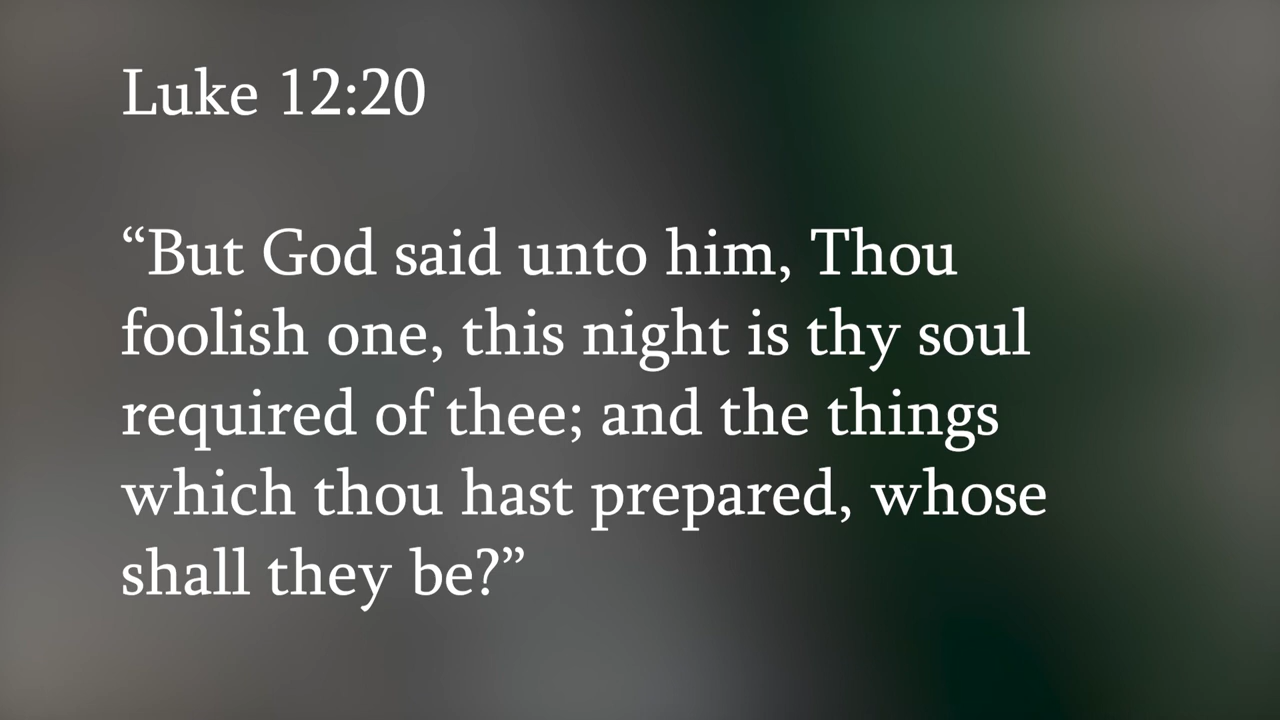 Luke 12:20
“But God said unto him, Thou
foolish one, this night is thy soul
required of thee; and the things
which thou hast prepared, whose
shall they be?”